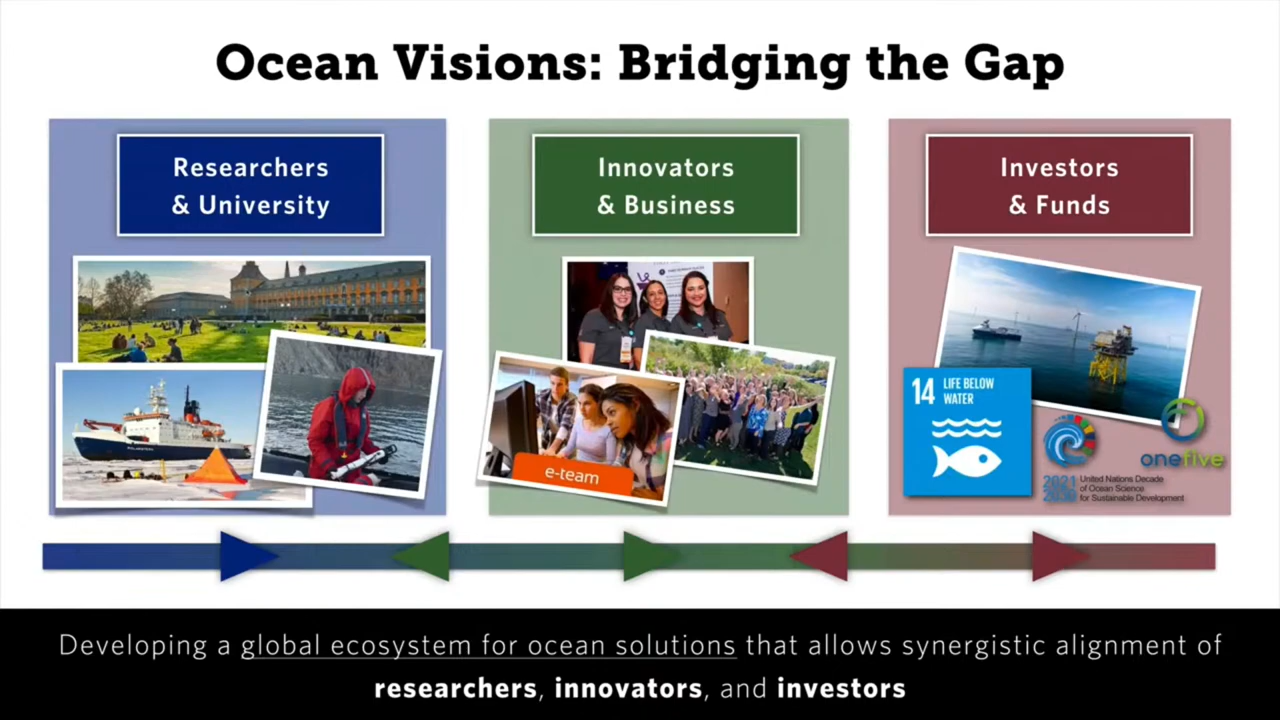 Ocean Visions: Bridging the Gap
Researchers
& University
Innovators
& Business
Investors
& Funds
POLARSTERN
e-team
14 LIFE BELOW
WATER
2021
2030
United Nations Decade
of Ocean Science
for Sustainable Development
onefive
Developing a global ecosystem for ocean solutions that allows synergistic alignment of
researchers, innovators, and investors